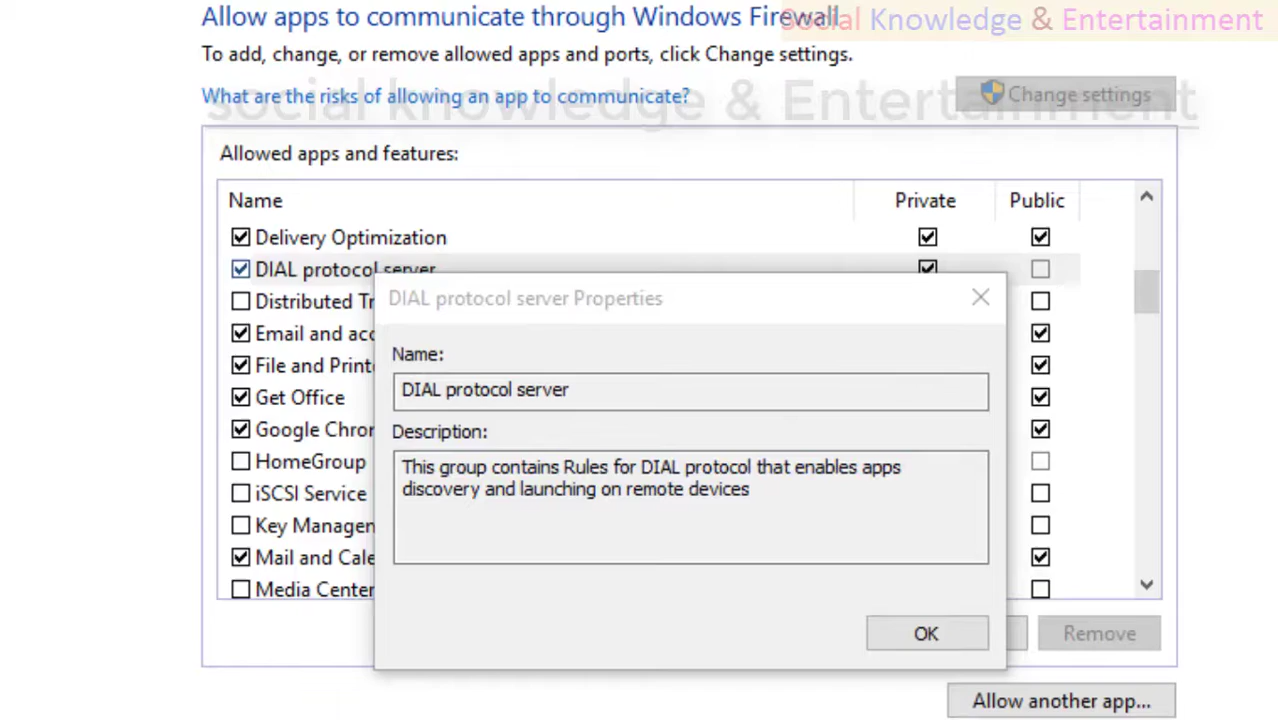 Allow apps to communicate through Windows Firewall
Social Knowledge & Entertainment
To add, change, or remove allowed apps and ports, click Change settings.
What are the risks of allowing an app to communicate?
social knowledge & Entertainment
Change settings
Allowed apps and features:
Name Private Public
Delivery Optimization
DIAL protocol server
Distributed Tr
Email and acc
File and Print
Get Office
Google Chro
HomeGroup
iSCSI Service
Key Manage
Mail and Cale
Media Center
DIAL protocol server Properties
Name:
DIAL protocol server
Description:
This group contains Rules for DIAL protocol that enables apps
discovery and launching on remote devices
OK
Remove
Allow another app...